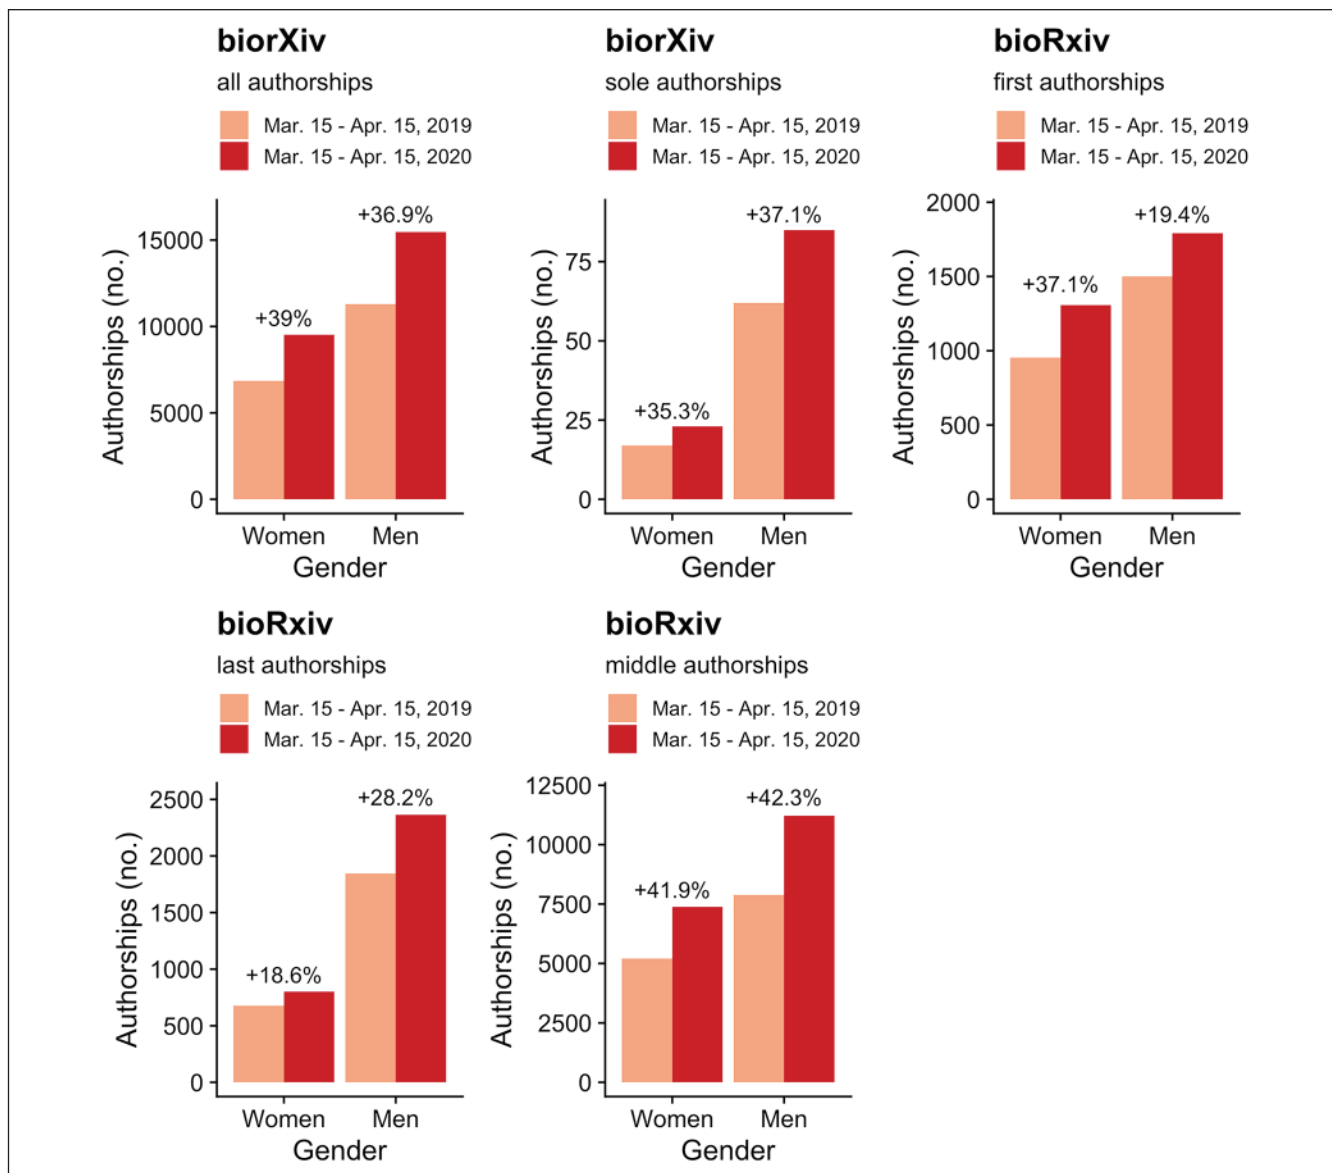 biorXiv
all authorships
Mar. 15 - Apr. 15, 2019
Mar. 15 - Apr. 15, 2020
Authorships (no.)
15000
10000
5000
0
+39%
+36.9%
Women Men
Gender
biorXiv
sole authorships
Mar. 15 - Apr. 15, 2019
Mar. 15 - Apr. 15, 2020
Authorships (no.)
75
50
25
0
+35.3%
+37.1%
Women Men
Gender
bioRxiv
first authorships
Mar. 15 - Apr. 15, 2019
Mar. 15 - Apr. 15, 2020
Authorships (no.)
2000
1500
1000
500
0
+37.1%
+19.4%
Women Men
Gender
bioRxiv
last authorships
Mar. 15 - Apr. 15, 2019
Mar. 15 - Apr. 15, 2020
Authorships (no.)
2500
2000
1500
1000
500
0
+18.6%
+28.2%
Women Men
Gender
bioRxiv
middle authorships
Mar. 15 - Apr. 15, 2019
Mar. 15 - Apr. 15, 2020
Authorships (no.)
12500
10000
7500
5000
2500
0
+41.9%
+42.3%
Women Men
Gender